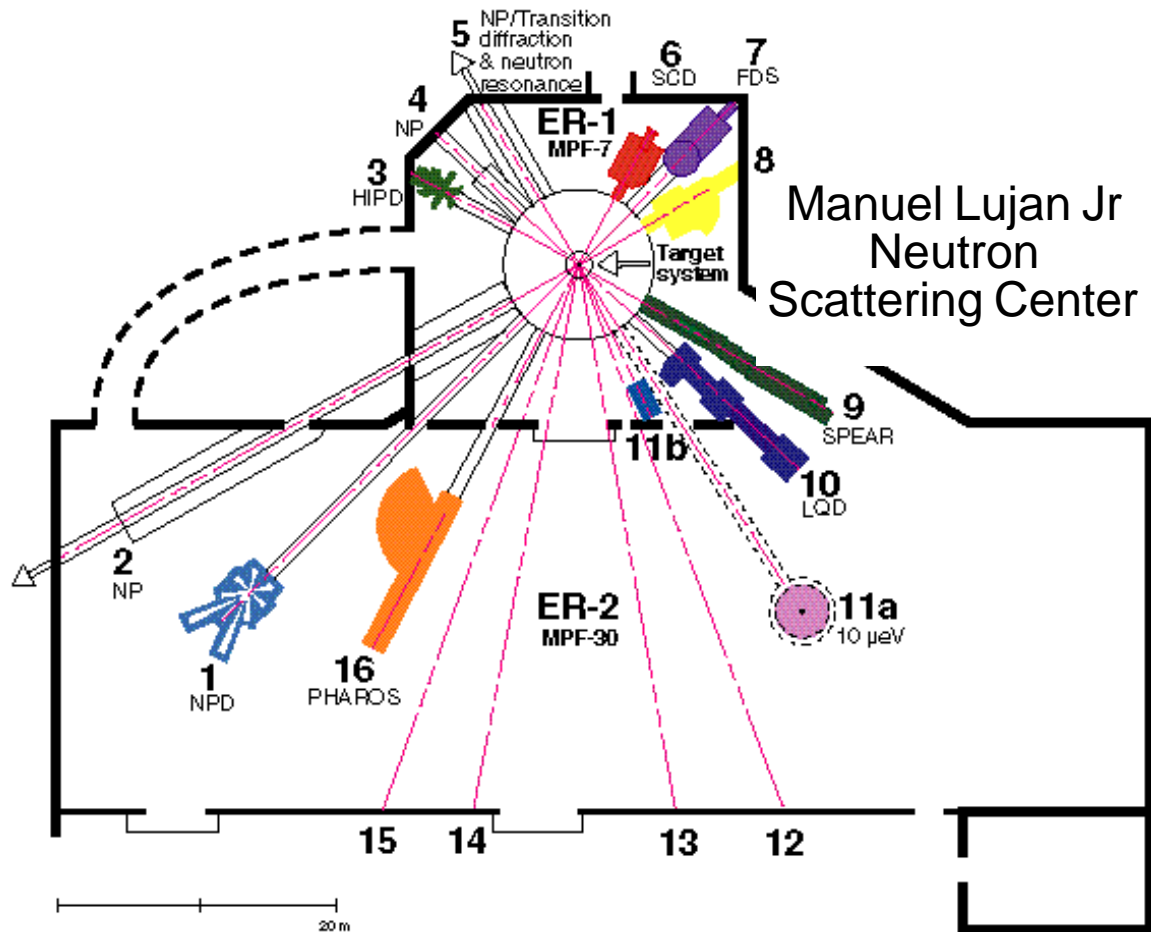 5
NP/Transition
diffraction
& neutron
resonance
6
SCD
7
FDS
4
NP
ER-1
MPF-7
3
HIPD
8
Manuel Lujan Jr
Neutron
Scattering Center
Target
system
9
SPEAR
11b
10
LQD
2
NP
ER-2
MPF-30
11a
10 µeV
1
NPD
16
PHAROS
15
14
13
12
20 m